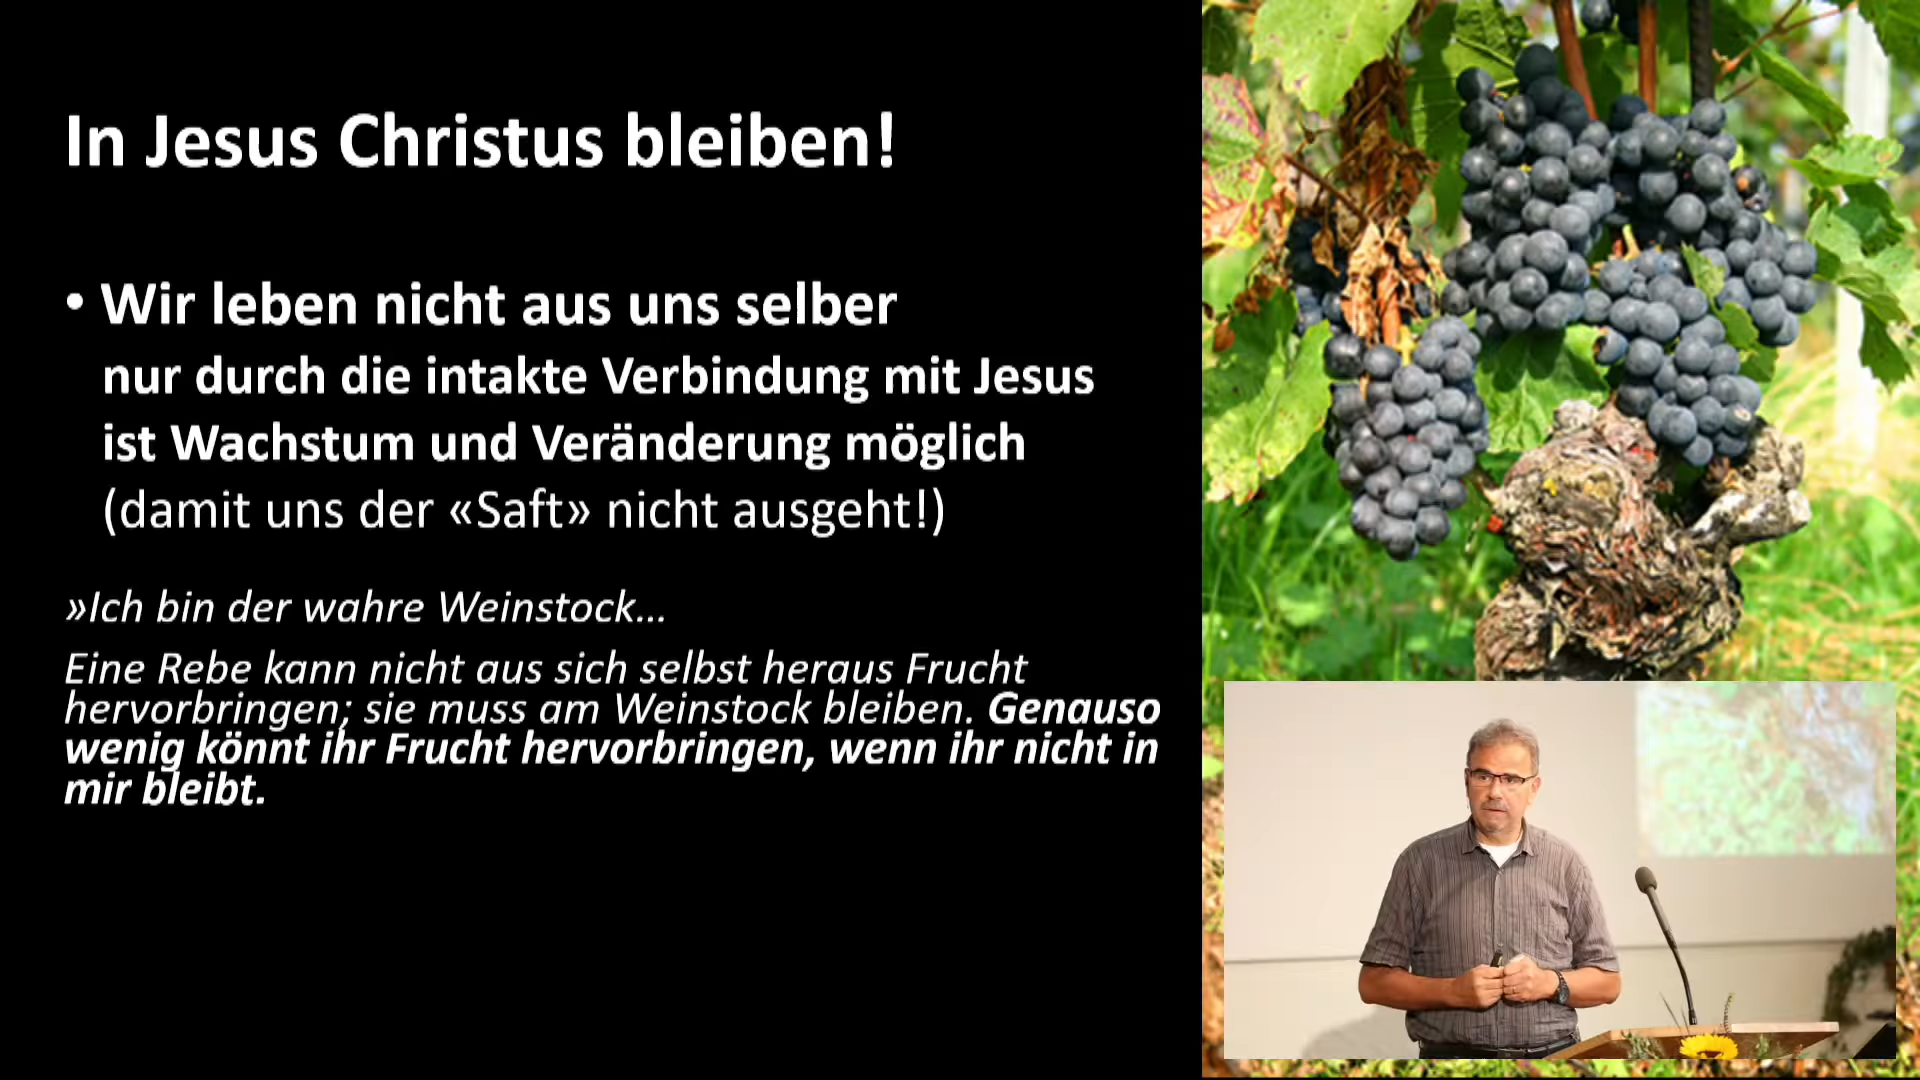 In Jesus Christus bleiben!
• Wir leben nicht aus uns selber
nur durch die intakte Verbindung mit Jesus
ist Wachstum und Veränderung möglich
(damit uns der «Saft» nicht ausgeht!)
»Ich bin der wahre Weinstock...
Eine Rebe kann nicht aus sich selbst heraus Frucht
hervorbringen; sie muss am Weinstock bleiben. Genauso
wenig könnt ihr Frucht hervorbringen, wenn ihr nicht in
mir bleibt.